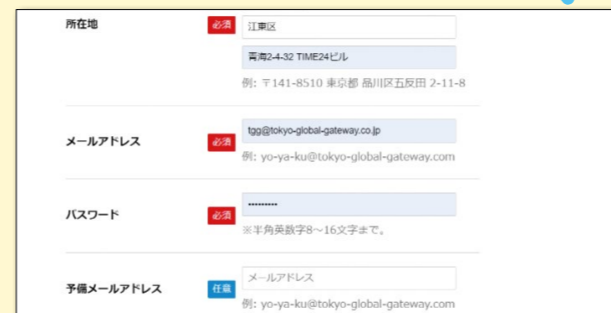 所在地
必須
江東区
青海2-4-32 TIME24ビル
例: 〒141-8510 東京都 品川区五反田 2-11-8
メールアドレス
必須
tgg@tokyo-global-gateway.co.jp
例: yo-ya-ku@tokyo-global-gateway.com
パスワード
必須
•••••••••
※半角英数字8～16文字まで。
予備メールアドレス
任意
メールアドレス
例: yo-ya-ku@tokyo-global-gateway.com